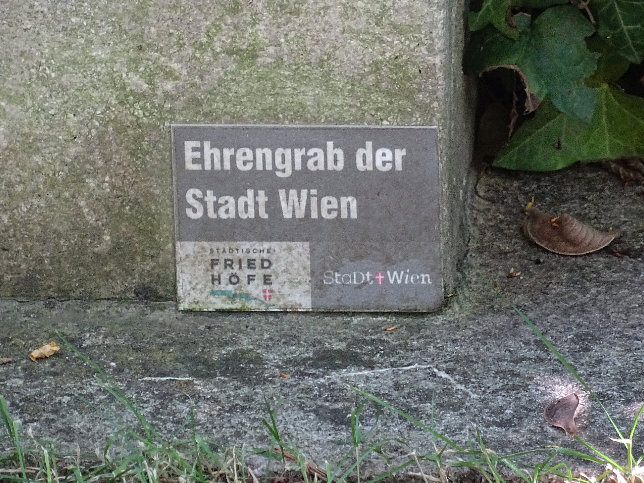 Ehrengrab der
Stadt Wien
STÄDTISCHE
FRIED
HÖFE
StaDt Wien